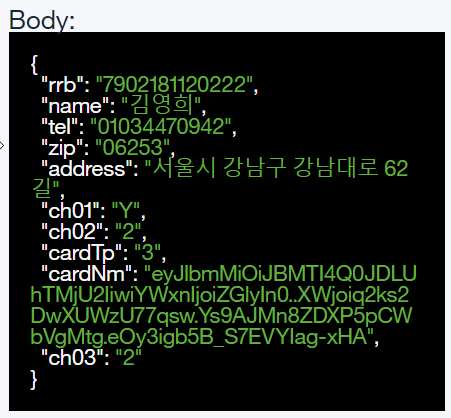 Body:
{
"rrb": "7902181120222",
"name": "김영희",
"tel": "01034470942",
"zip": "06253",
"address": "서울시 강남구 강남대로 62
길",
"ch01": "Y",
"ch02": "2",
"cardTp": "3",
"cardNm": "eyJlbmMiOiJBMTI4Q0JDLU
hTMjU2IiwiYWxnIjoiZGlyIn0..XWjoiq2ks2
DwXUWzU77qsw.Ys9AJMn8ZDXP5pCW
bVgMtg.eOy3igb5B_S7EVYIag-xHA",
"ch03": "2"
}